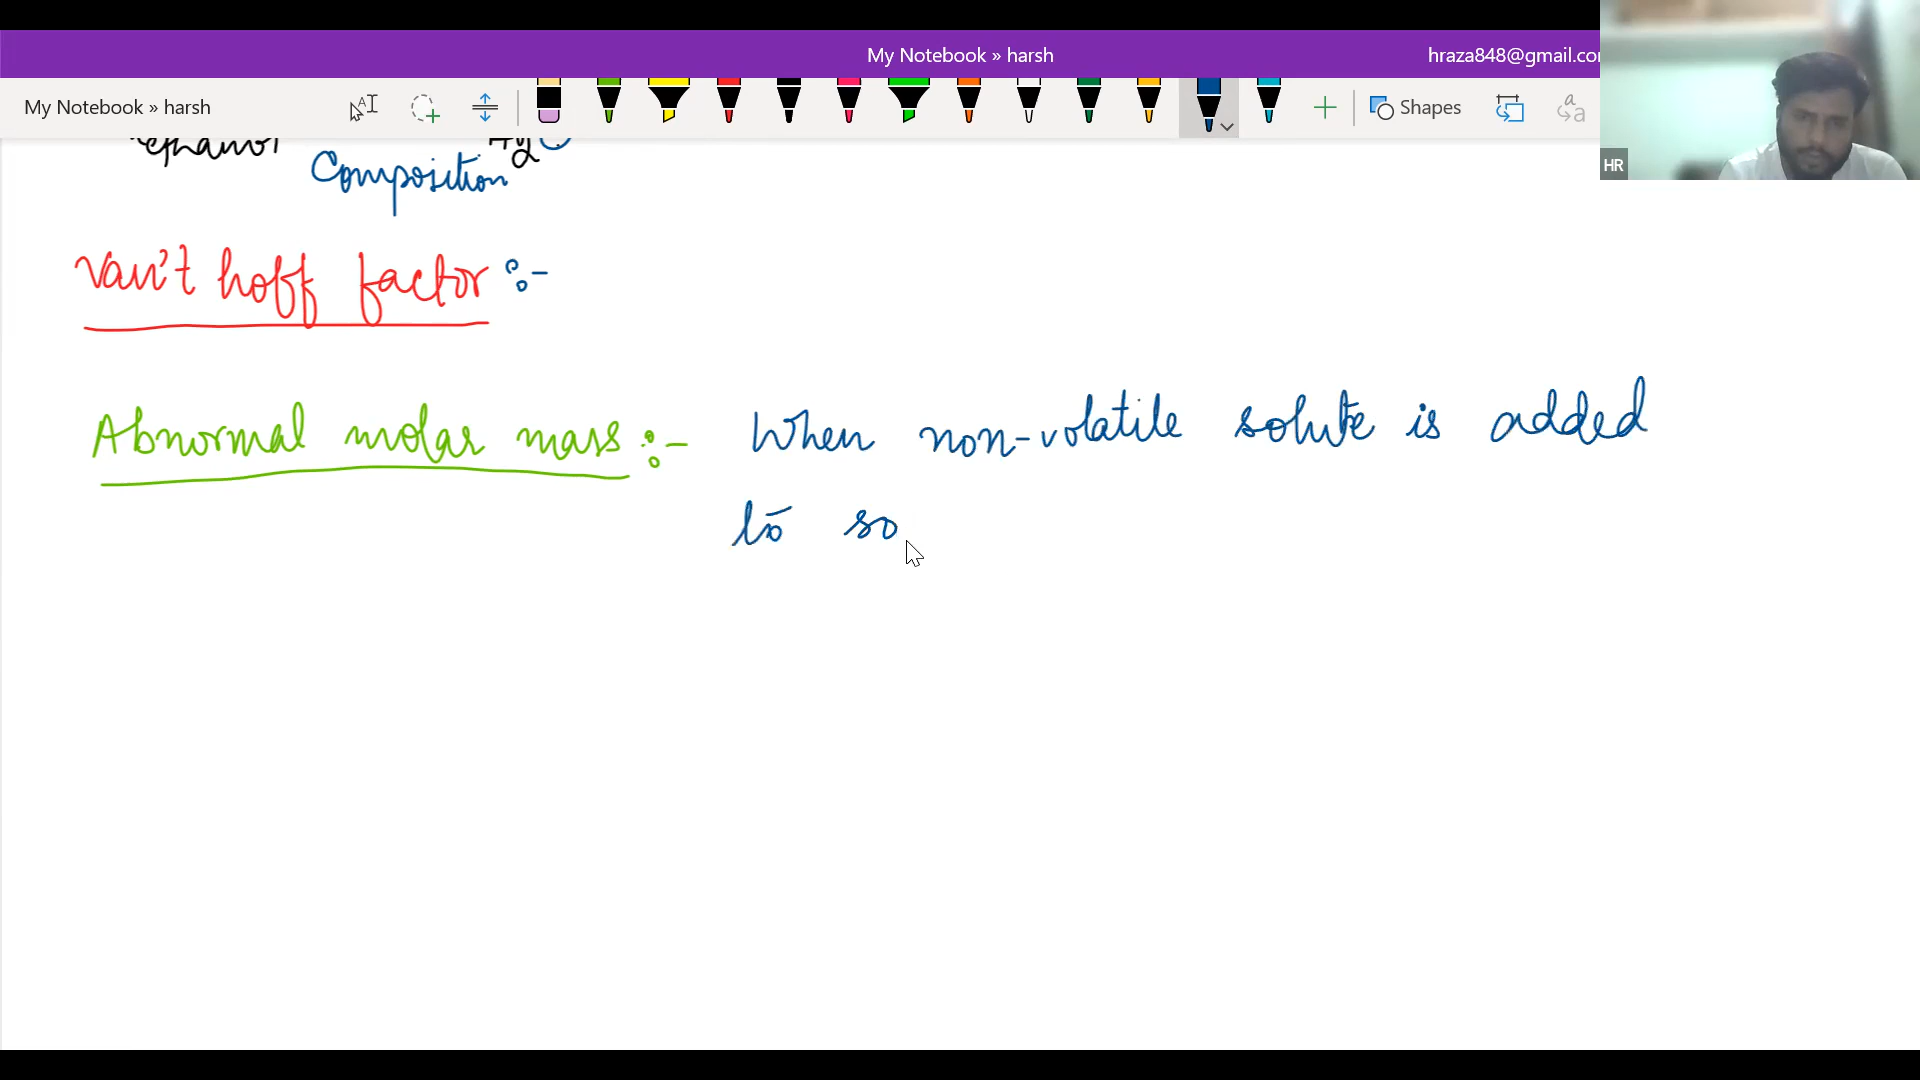 My Notebook » harsh
hraza848@gmail.co
My Notebook » harsh
Shapes
HR
Composition
Van't hoff factor :-
Abnormal molar mass :- When non-volatile solute is added
to so